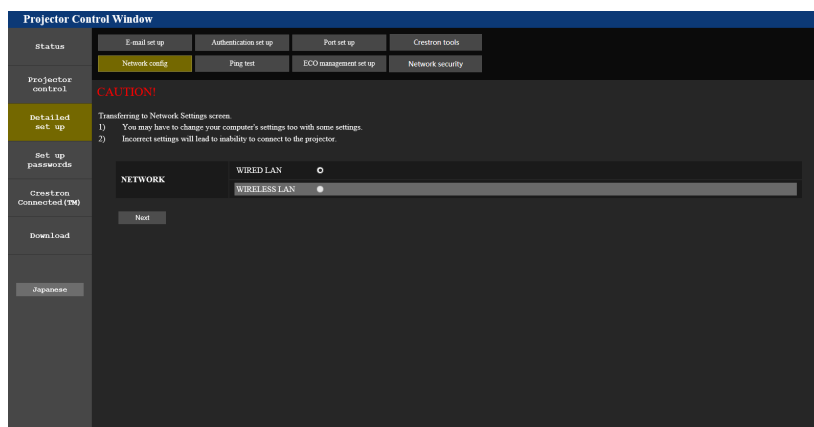 Projector Control Window
Status
Projector
control
Detailed
set up
Set up
passwords
Crestron
Connected(TM)
Download
Japanese
E-mail set up
Authentication set up
Port set up
Crestron tools
Network config
Ping test
ECO management set up
Network security
CAUTION!
Transferring to Network Settings screen.
1) You may have to change your computer's settings too with some settings.
2) Incorrect settings will lead to inability to connect to the projector.
NETWORK
WIRED LAN
WIRELESS LAN
Next